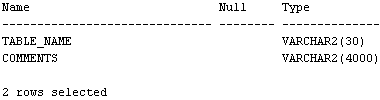 Name Null Type
------------------------------ -------- --------------
TABLE_NAME VARCHAR2(30)
COMMENTS VARCHAR2(4000)
2 rows selected